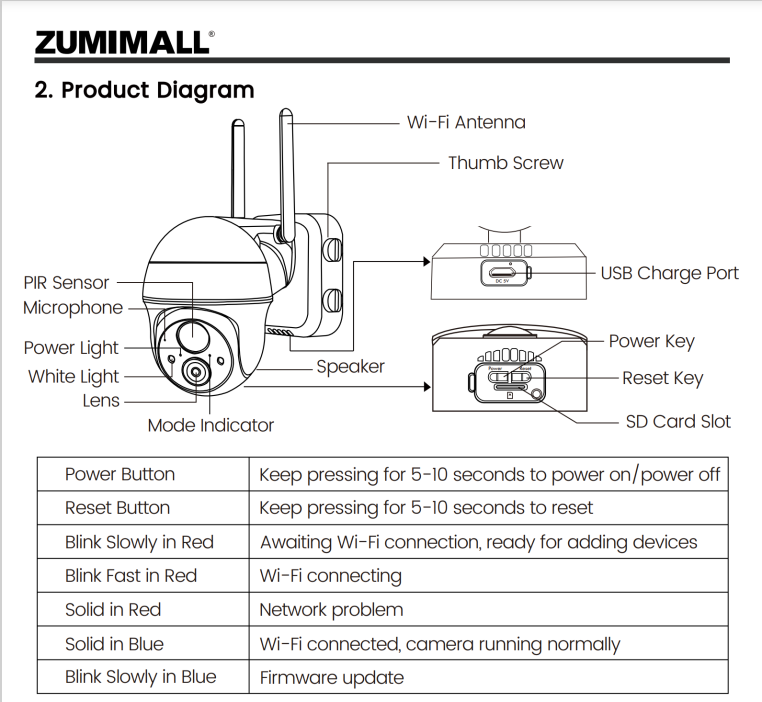 ZUMIMALL®
2. Product Diagram
Wi-Fi Antenna
Thumb Screw
PIR Sensor
Microphone
Power Light
White Light
Lens
Mode Indicator
Speaker
DC 5V
USB Charge Port
Power Reset
Power Key
Reset Key
SD Card Slot
Power Button Keep pressing for 5-10 seconds to power on/power off
Reset Button Keep pressing for 5-10 seconds to reset
Blink Slowly in Red Awaiting Wi-Fi connection, ready for adding devices
Blink Fast in Red Wi-Fi connecting
Solid in Red Network problem
Solid in Blue Wi-Fi connected, camera running normally
Blink Slowly in Blue Firmware update